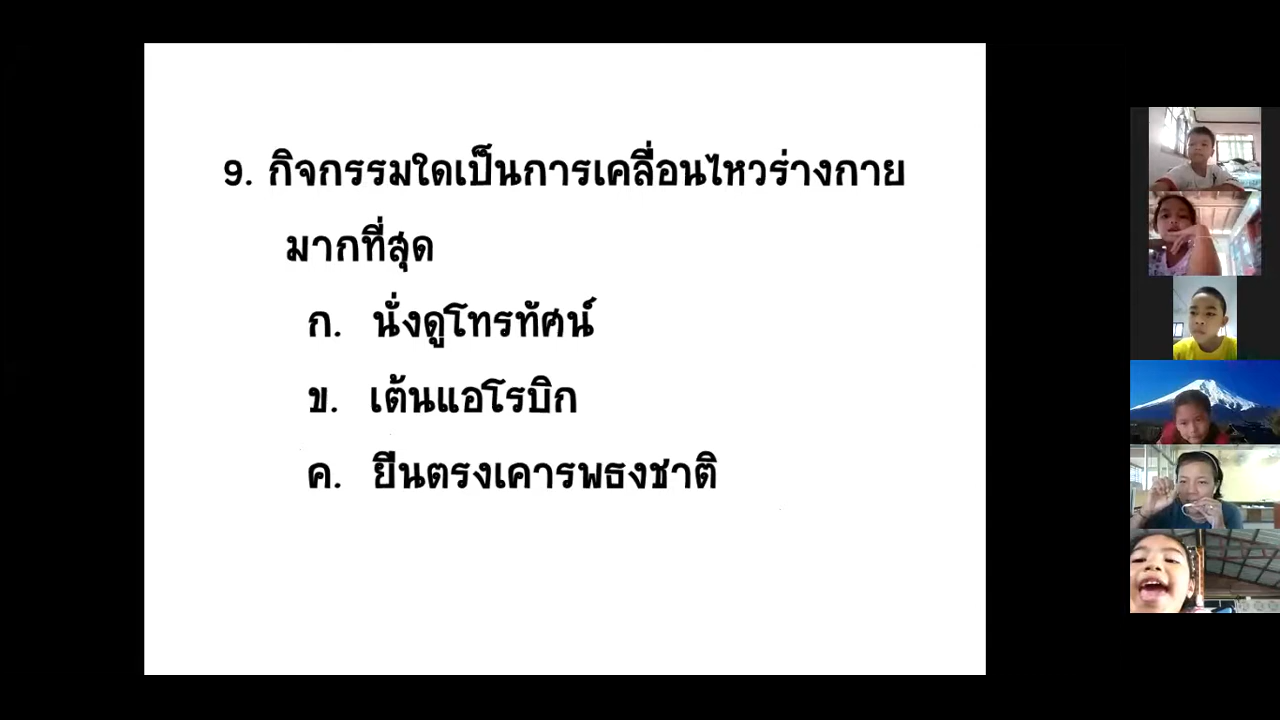 9. กิจกรรมใดเป็นการเคลื่อนไหวร่างกาย
มากที่สุด
ก. นั่งดูโทรทัศน์
ข. เต้นแอโรบิก
ค. ยืนตรงเคารพธงชาติ